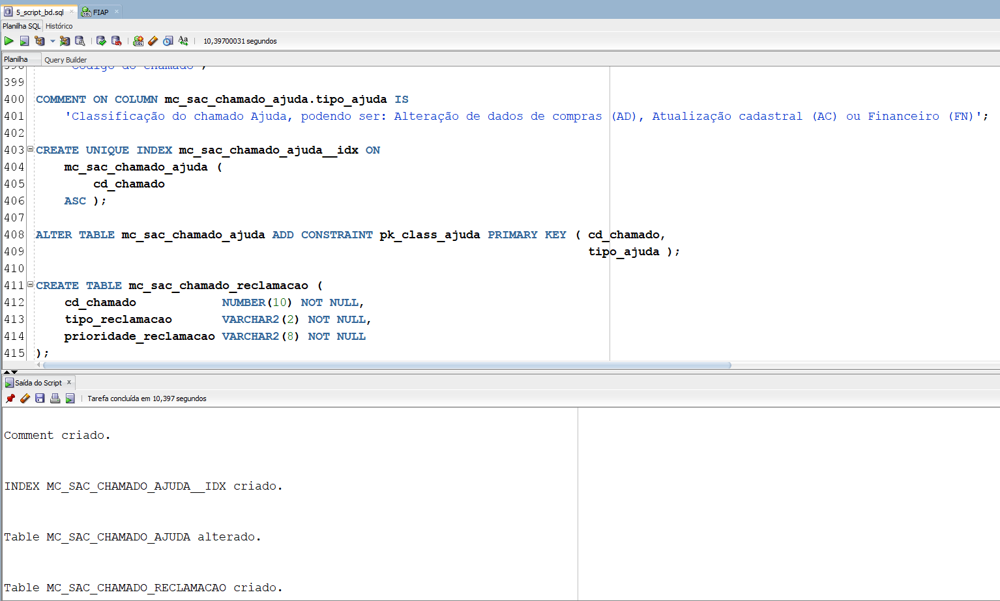 5_script_bd.sql × FIAP ×
Planilha SQL Histórico
10,39700031 segundos
Planilha Query Builder
398 'Código do chamado';
399
400 COMMENT ON COLUMN mc_sac_chamado_ajuda.tipo_ajuda IS
401 'Classificação do chamado Ajuda, podendo ser: Alteração de dados de compras (AD), Atualização cadastral (AC) ou Financeiro (FN)';
402
403 CREATE UNIQUE INDEX mc_sac_chamado_ajuda__idx ON
404 mc_sac_chamado_ajuda (
405 cd_chamado
406 ASC );
407
408 ALTER TABLE mc_sac_chamado_ajuda ADD CONSTRAINT pk_class_ajuda PRIMARY KEY ( cd_chamado,
409 tipo_ajuda );
410
411 CREATE TABLE mc_sac_chamado_reclamacao (
412 cd_chamado NUMBER(10) NOT NULL,
413 tipo_reclamacao VARCHAR2(2) NOT NULL,
414 prioridade_reclamacao VARCHAR2(8) NOT NULL
415 );
Saída do Script ×
Tarefa concluída em 10,397 segundos
Comment criado.
INDEX MC_SAC_CHAMADO_AJUDA__IDX criado.
Table MC_SAC_CHAMADO_AJUDA alterado.
Table MC_SAC_CHAMADO_RECLAMACAO criado.